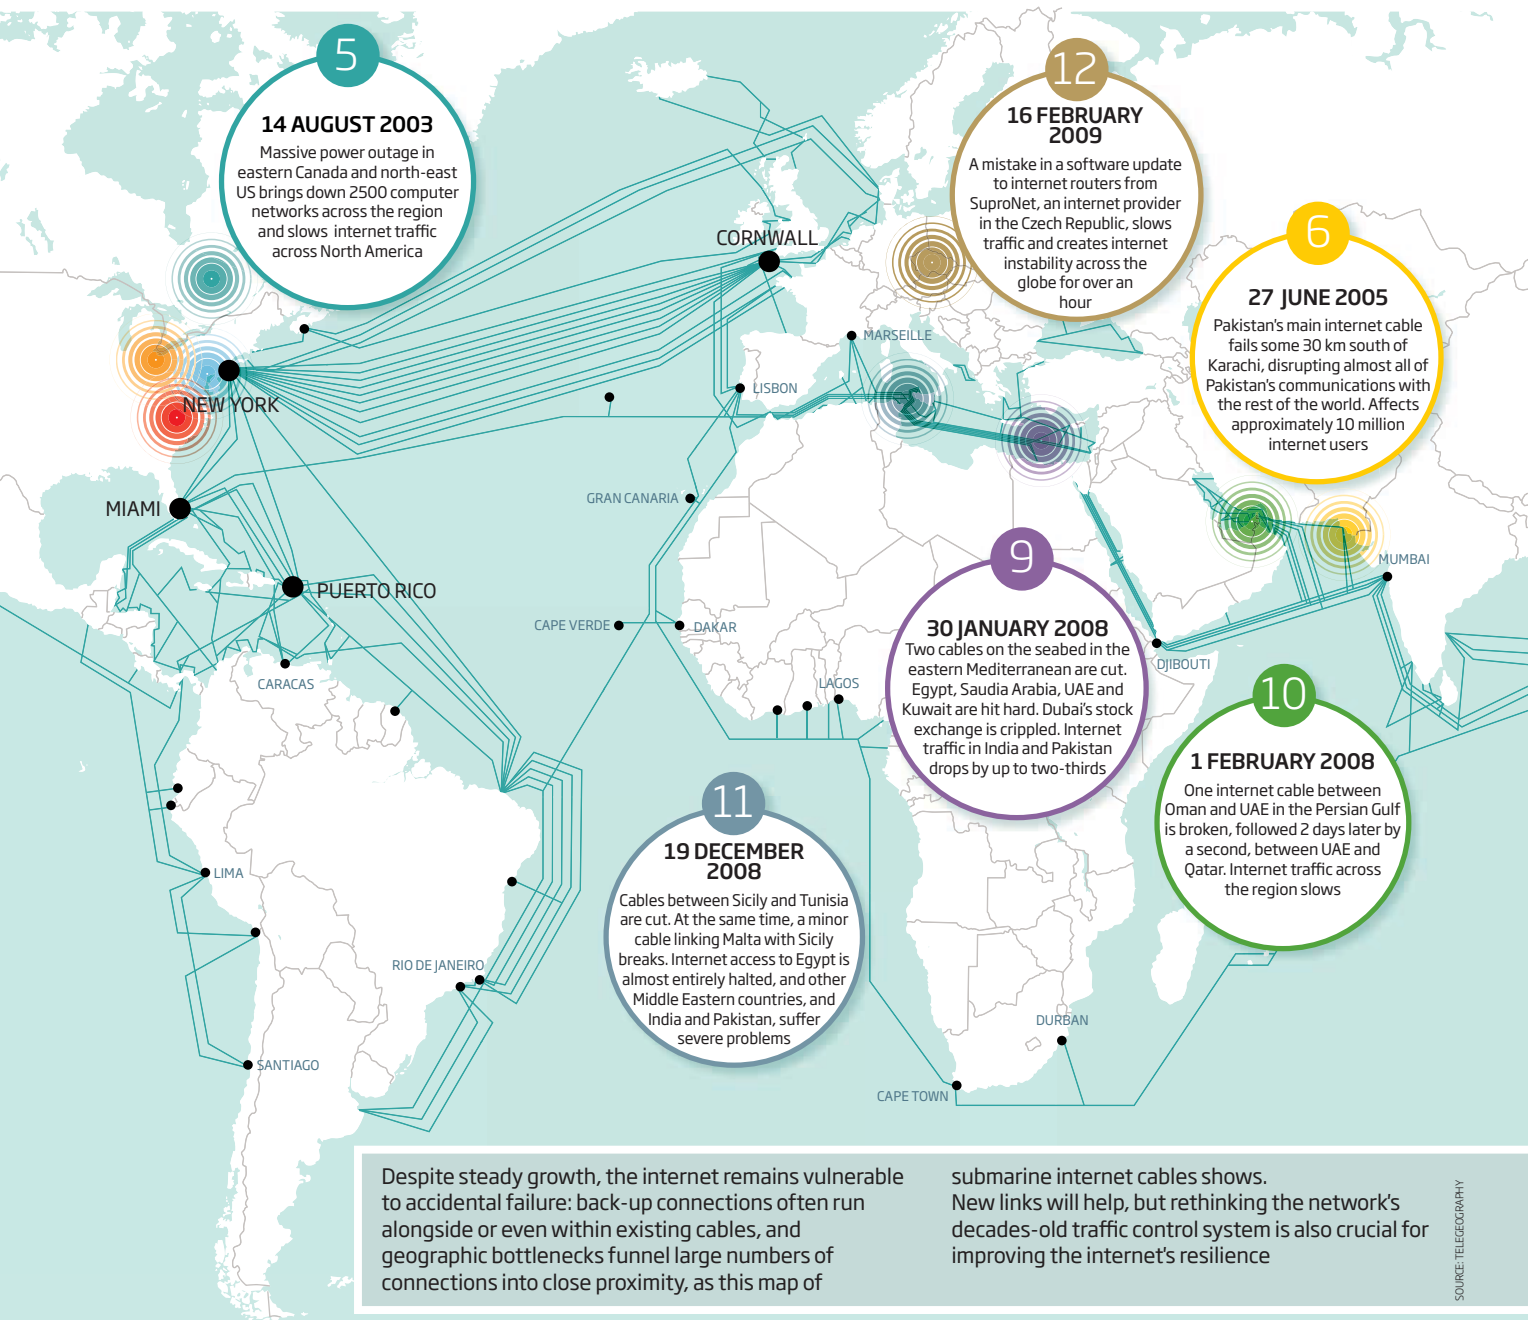 5
14 AUGUST 2003
Massive power outage in
eastern Canada and north-east
US brings down 2500 computer
networks across the region
and slows internet traffic
across North America
12
16 FEBRUARY
2009
A mistake in a software update
to internet routers from
SuproNet, an internet provider
in the Czech Republic, slows
traffic and creates internet
instability across the
globe for over an
hour
6
27 JUNE 2005
Pakistan's main internet cable
fails some 30 km south of
Karachi, disrupting almost all of
Pakistan's communications with
the rest of the world. Affects
approximately 10 million
internet users
CORNWALL
MARSEILLE
LISBON
NEW YORK
MIAMI
GRAN CANARIA
PUERTO RICO
CAPE VERDE
DAKAR
CARACAS
LAGOS
MUMBAI
DJIBOUTI
9
30 JANUARY 2008
Two cables on the seabed in the
eastern Mediterranean are cut.
Egypt, Saudia Arabia, UAE and
Kuwait are hit hard. Dubai's stock
exchange is crippled. Internet
traffic in India and Pakistan
drops by up to two-thirds
10
1 FEBRUARY 2008
One internet cable between
Oman and UAE in the Persian Gulf
is broken, followed 2 days later by
a second, between UAE and
Qatar. Internet traffic across
the region slows
11
19 DECEMBER
2008
Cables between Sicily and Tunisia
are cut. At the same time, a minor
cable linking Malta with Sicily
breaks. Internet access to Egypt is
almost entirely halted, and other
Middle Eastern countries, and
India and Pakistan, suffer
severe problems
LIMA
RIO DE JANEIRO
SANTIAGO
DURBAN
CAPE TOWN
Despite steady growth, the internet remains vulnerable
to accidental failure: back-up connections often run
alongside or even within existing cables, and
geographic bottlenecks funnel large numbers of
connections into close proximity, as this map of
submarine internet cables shows.
New links will help, but rethinking the network's
decades-old traffic control system is also crucial for
improving the internet's resilience
SOURCE: TELEGEOGRAPHY